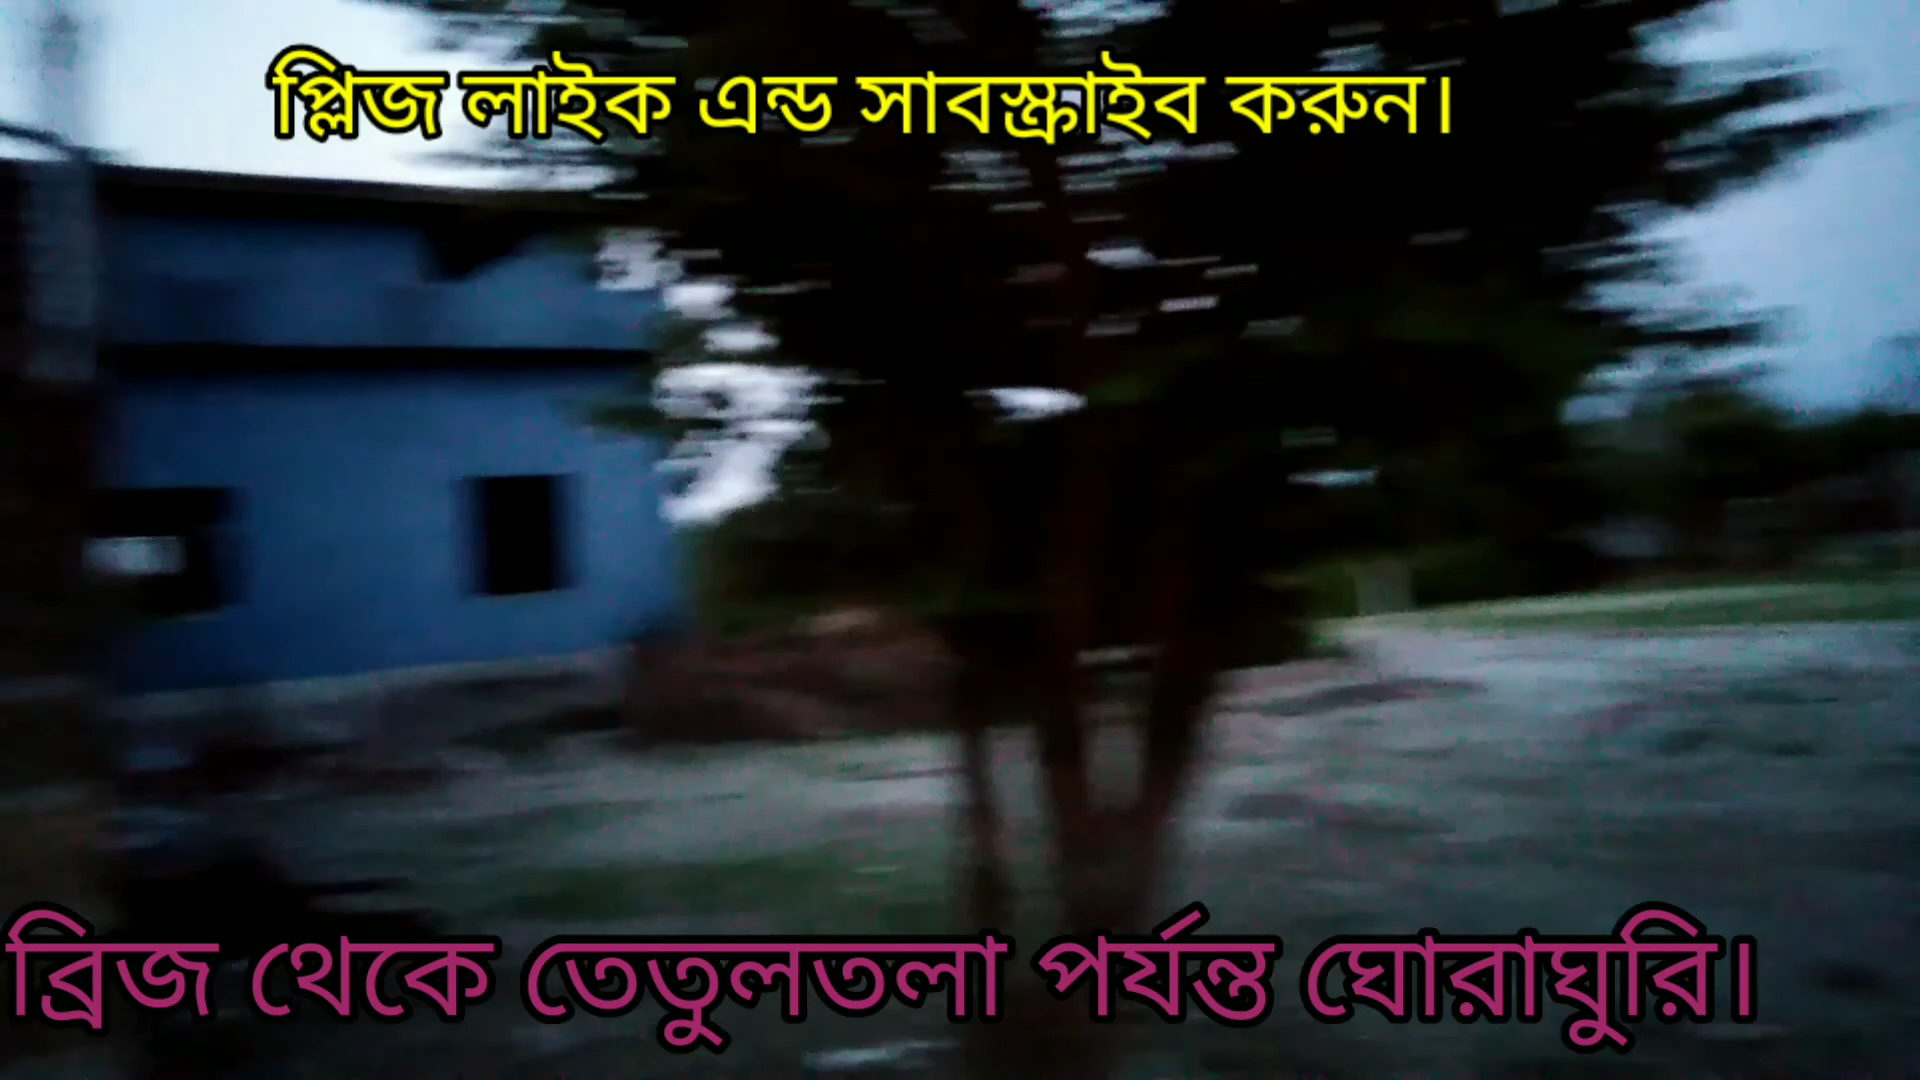 প্লিজ লাইক এন্ড সাবস্ক্রাইব করুন।
ব্রিজ থেকে তেতুলতলা পর্যন্ত ঘোরাঘুরি।